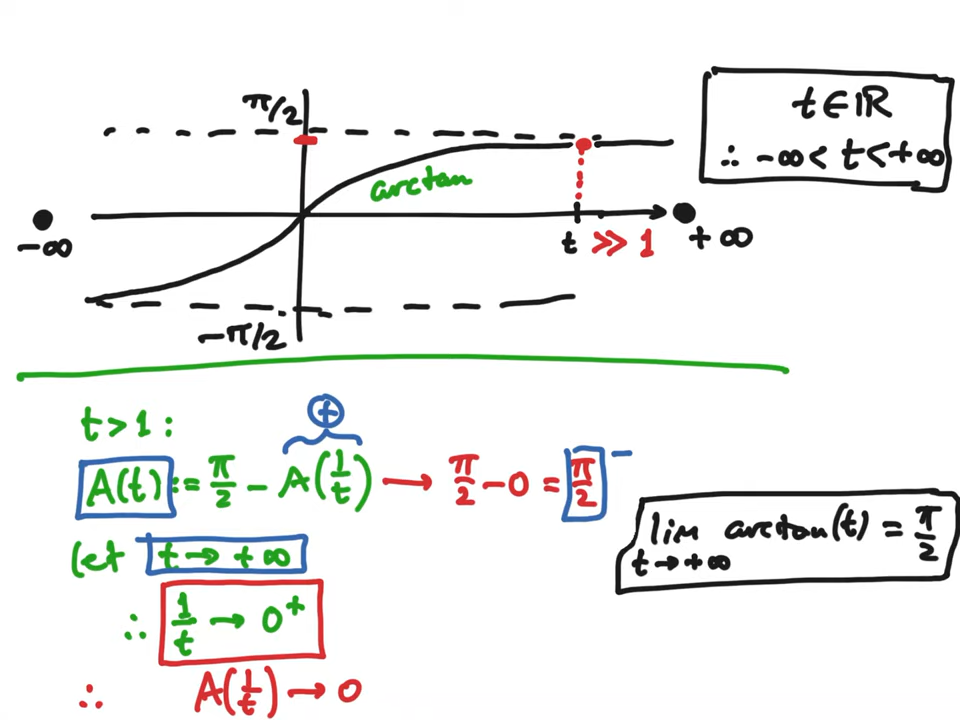 π/2
t ∈ ℝ
∴ -∞ < t < +∞
arctan
-∞
t >> 1
+∞
-π/2
t > 1 :
+
A(t) := π/2 - A(1/t) → π/2 - 0 = π/2 -
let t → +∞
lim arctan(t) = π/2
t → +∞
∴ 1/t → 0⁺
∴ A(1/t) → 0